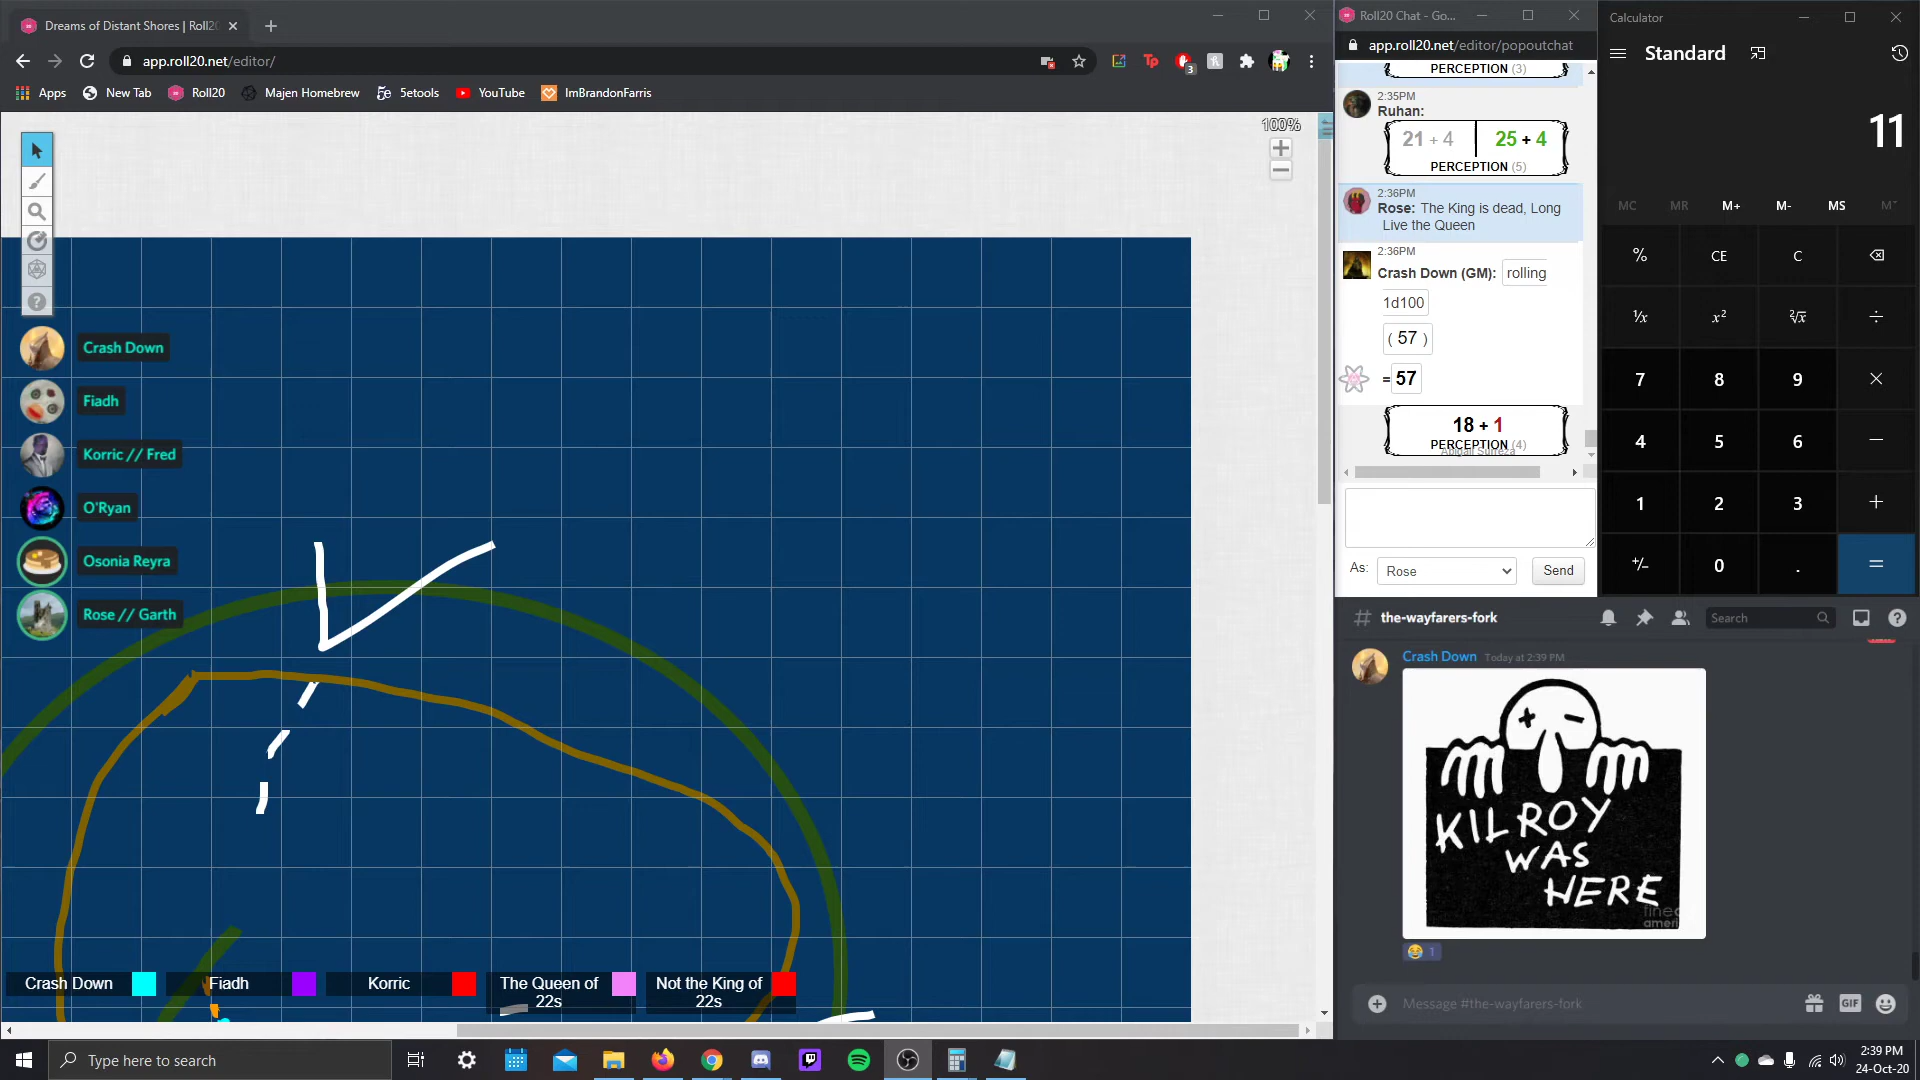 Dreams of Distant Shores | Roll20
Roll20 Chat - Go...
Calculator
app.roll20.net/editor/
app.roll20.net/editor/popoutchat
Standard
Apps
New Tab
Roll20
Majen Homebrew
5etools
YouTube
ImBrandonFarris
100%
Crash Down
Fiadh
Korric // Fred
O'Ryan
Osonia Reyra
Rose // Garth
Crash Down
Fiadh
Korric
The Queen of
22s
Not the King of
22s
PERCEPTION (3)
2:35PM
Ruhan:
21 + 4 25 + 4
PERCEPTION (5)
2:36PM
Rose: The King is dead, Long
Live the Queen
2:36PM
Crash Down (GM): rolling
1d100
( 57 )
= 57
18 + 1
PERCEPTION (4)
As: Rose Send
11
MC MR M+ M- MS M˅
% CE C
¹/x x² ²√x ÷
7 8 9 ×
4 5 6 −
1 2 3 +
+/- 0 . =
# the-wayfarers-fork
Search
Crash Down Today at 2:39 PM
KILROY
WAS
HERE
fine
ameri
1
Message #the-wayfarers-fork
GIF
Type here to search
2:39 PM
24-Oct-20